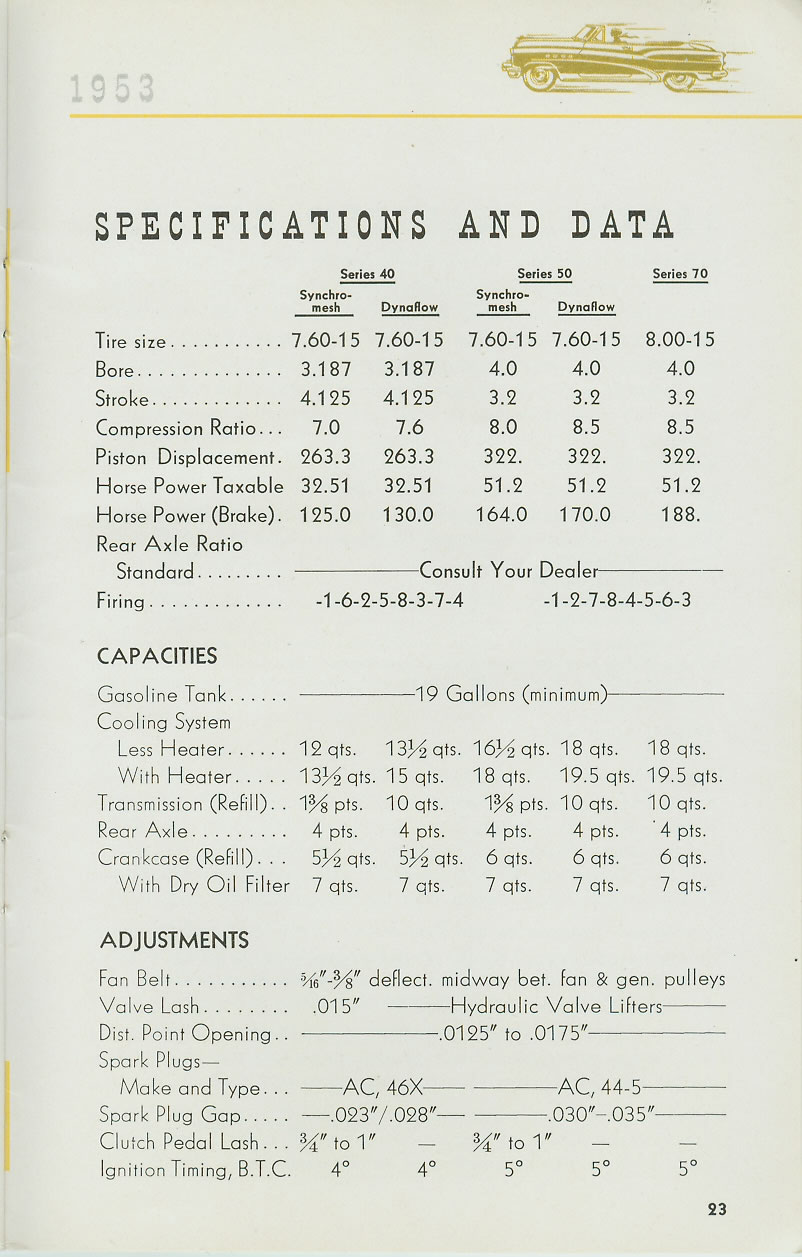 1953
SPECIFICATIONS AND DATA
Series 40 Series 50 Series 70
Synchro- Synchro-
mesh Dynaflow mesh Dynaflow
Tire size........... 7.60-15 7.60-15 7.60-15 7.60-15 8.00-15
Bore.............. 3.187 3.187 4.0 4.0 4.0
Stroke............. 4.125 4.125 3.2 3.2 3.2
Compression Ratio... 7.0 7.6 8.0 8.5 8.5
Piston Displacement. 263.3 263.3 322. 322. 322.
Horse Power Taxable 32.51 32.51 51.2 51.2 51.2
Horse Power (Brake). 125.0 130.0 164.0 170.0 188.
Rear Axle Ratio
Standard......... ————Consult Your Dealer————
Firing............. -1-6-2-5-8-3-7-4 -1-2-7-8-4-5-6-3
CAPACITIES
Gasoline Tank...... ————19 Gallons (minimum)————
Cooling System
Less Heater...... 12 qts. 13½ qts. 16½ qts. 18 qts. 18 qts.
With Heater..... 13½ qts. 15 qts. 18 qts. 19.5 qts. 19.5 qts.
Transmission (Refill).. 1⅜ pts. 10 qts. 1⅜ pts. 10 qts. 10 qts.
Rear Axle......... 4 pts. 4 pts. 4 pts. 4 pts. 4 pts.
Crankcase (Refill)... 5½ qts. 5½ qts. 6 qts. 6 qts. 6 qts.
With Dry Oil Filter 7 qts. 7 qts. 7 qts. 7 qts. 7 qts.
ADJUSTMENTS
Fan Belt........... 5/16"-⅜" deflect. midway bet. fan & gen. pulleys
Valve Lash........ .015" ——Hydraulic Valve Lifters——
Dist. Point Opening.. ————.0125" to .0175"————
Spark Plugs—
Make and Type... ——AC, 46X—— ———AC, 44-5———
Spark Plug Gap..... —.023"/.028"— ———.030"-.035"———
Clutch Pedal Lash... ¾" to 1" — ¾" to 1" — —
Ignition Timing, B.T.C. 4° 4° 5° 5° 5°
23